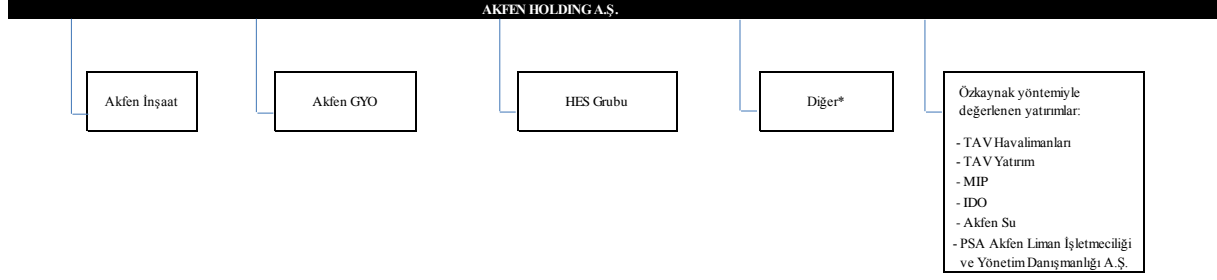 AKFEN HOLDING A.Ş.
Akfen İnşaat
Akfen GYO
HES Grubu
Diğer*
Özkaynak yöntemiyle
değerlenen yatırımlar:
- TAV Havalimanları
- TAV Yatırım
- MIP
- IDO
- Akfen Su
- PSA Akfen Liman İşletmeciliği
ve Yönetim Danışmanlığı A.Ş.